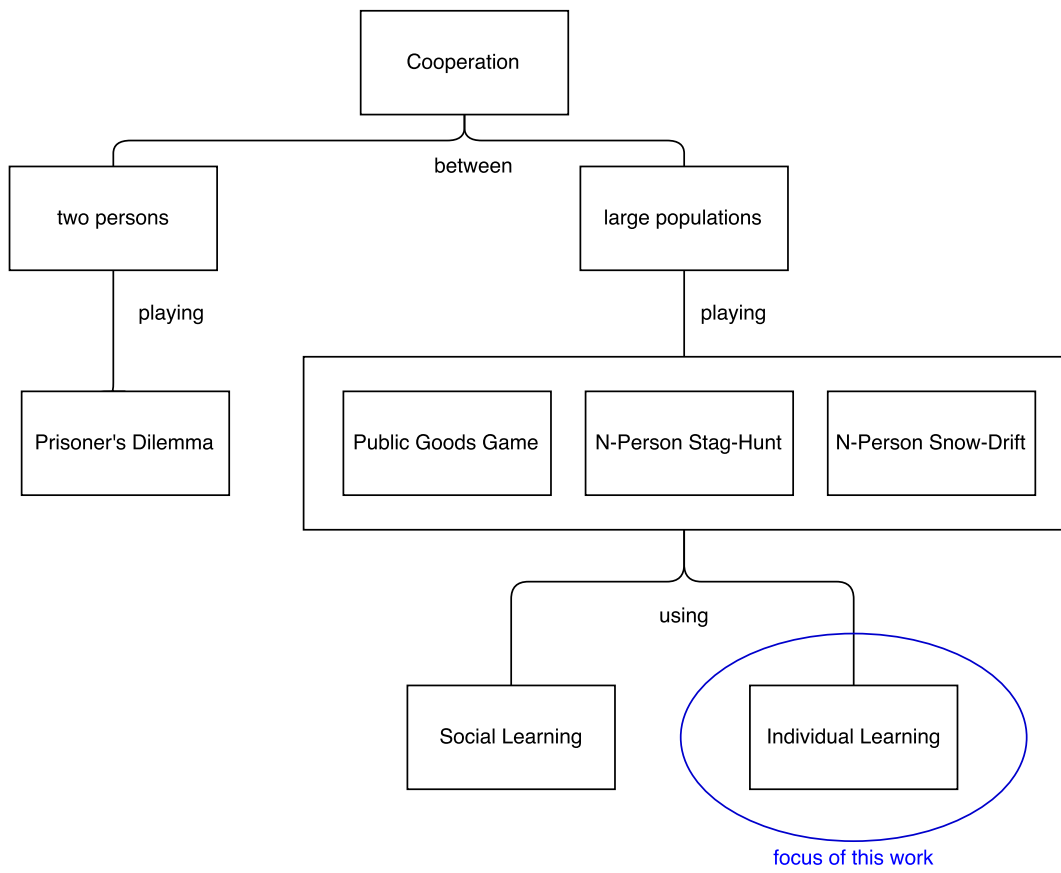 Cooperation
between
two persons
large populations
playing
playing
Prisoner's Dilemma
Public Goods Game
N-Person Stag-Hunt
N-Person Snow-Drift
using
Social Learning
Individual Learning
focus of this work